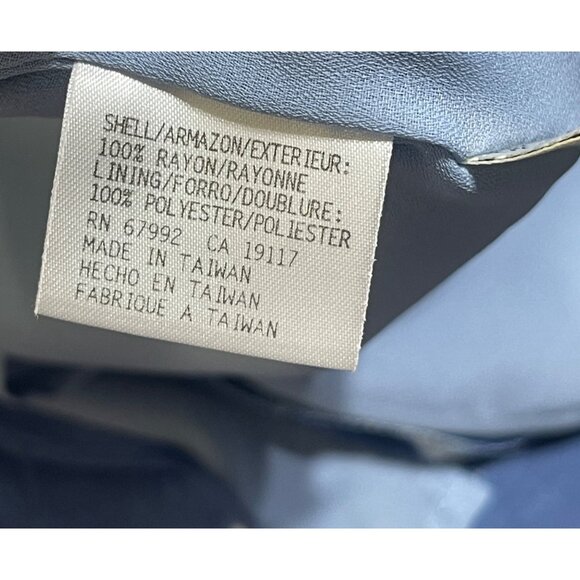 SHELL/ARMAZON/EXTERIEUR:
100% RAYON/RAYONNE
LINING/FORRO/DOUBLURE:
100% POLYESTER/POLIESTER
RN 67992 CA 19117
MADE IN TAIWAN
HECHO EN TAIWAN
FABRIQUE A TAIWAN